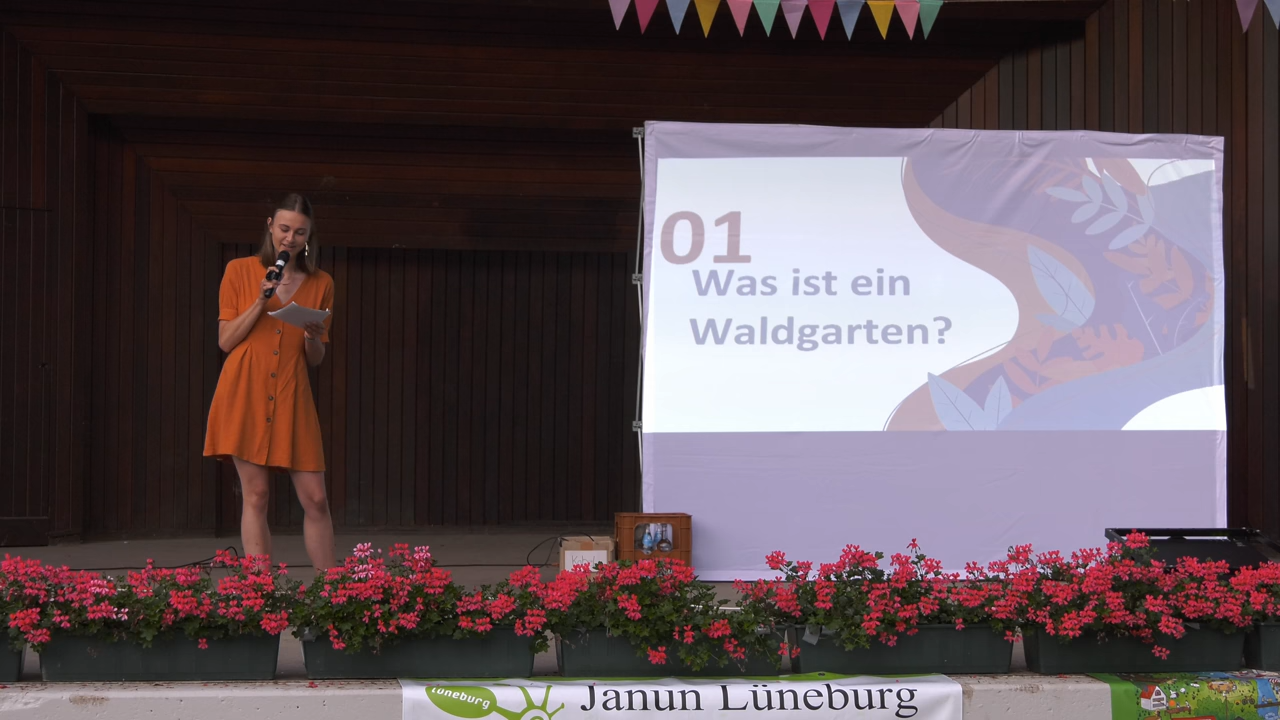 01
Was ist ein
Waldgarten?
lüneburg
Janun Lüneburg